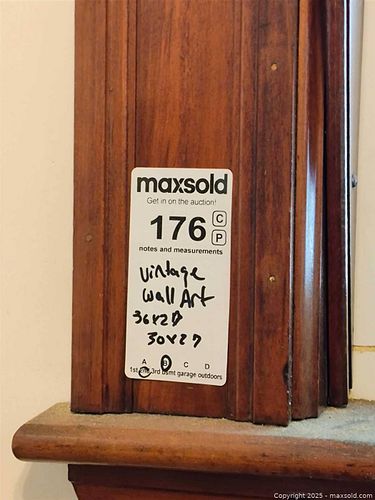 maxsold
Get in on the auction!
176 C
P
notes and measurements
Vintage
Wall Art
30x27
A B C D
1st 2nd 3rd bsmt garage outdoors
Copyright © 2025 - maxsold.com